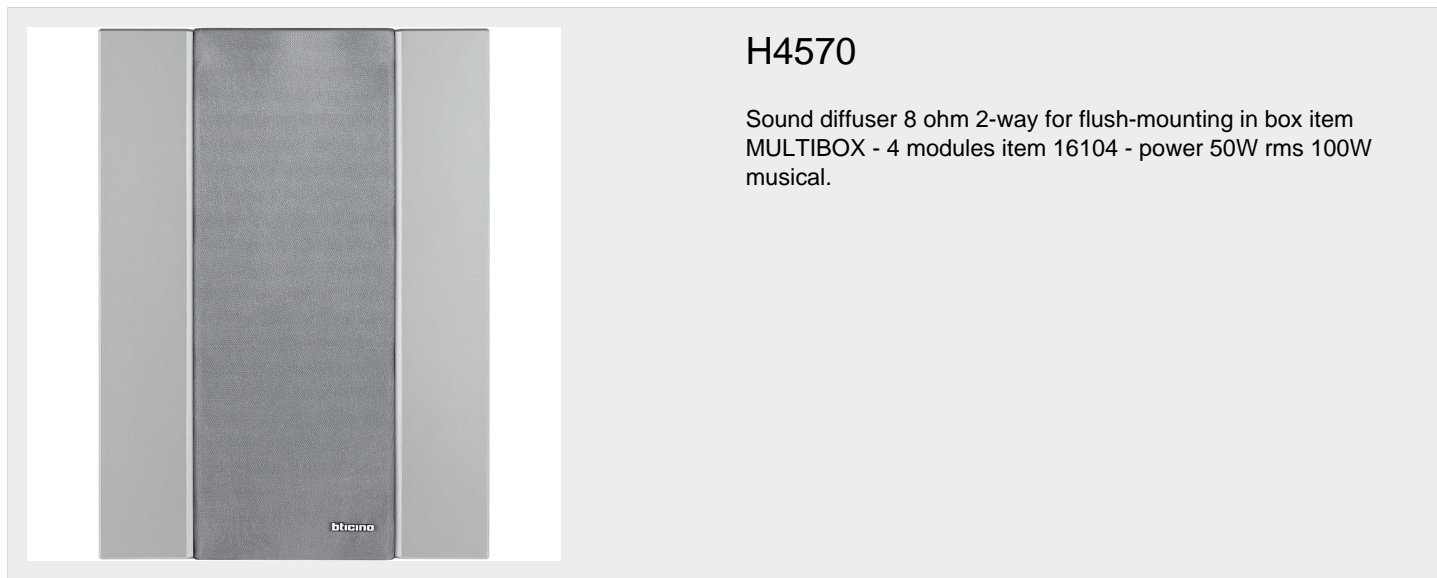 H4570
Sound diffuser 8 ohm 2-way for flush-mounting in box item
MULTIBOX - 4 modules item 16104 - power 50W rms 100W
musical.
bticino